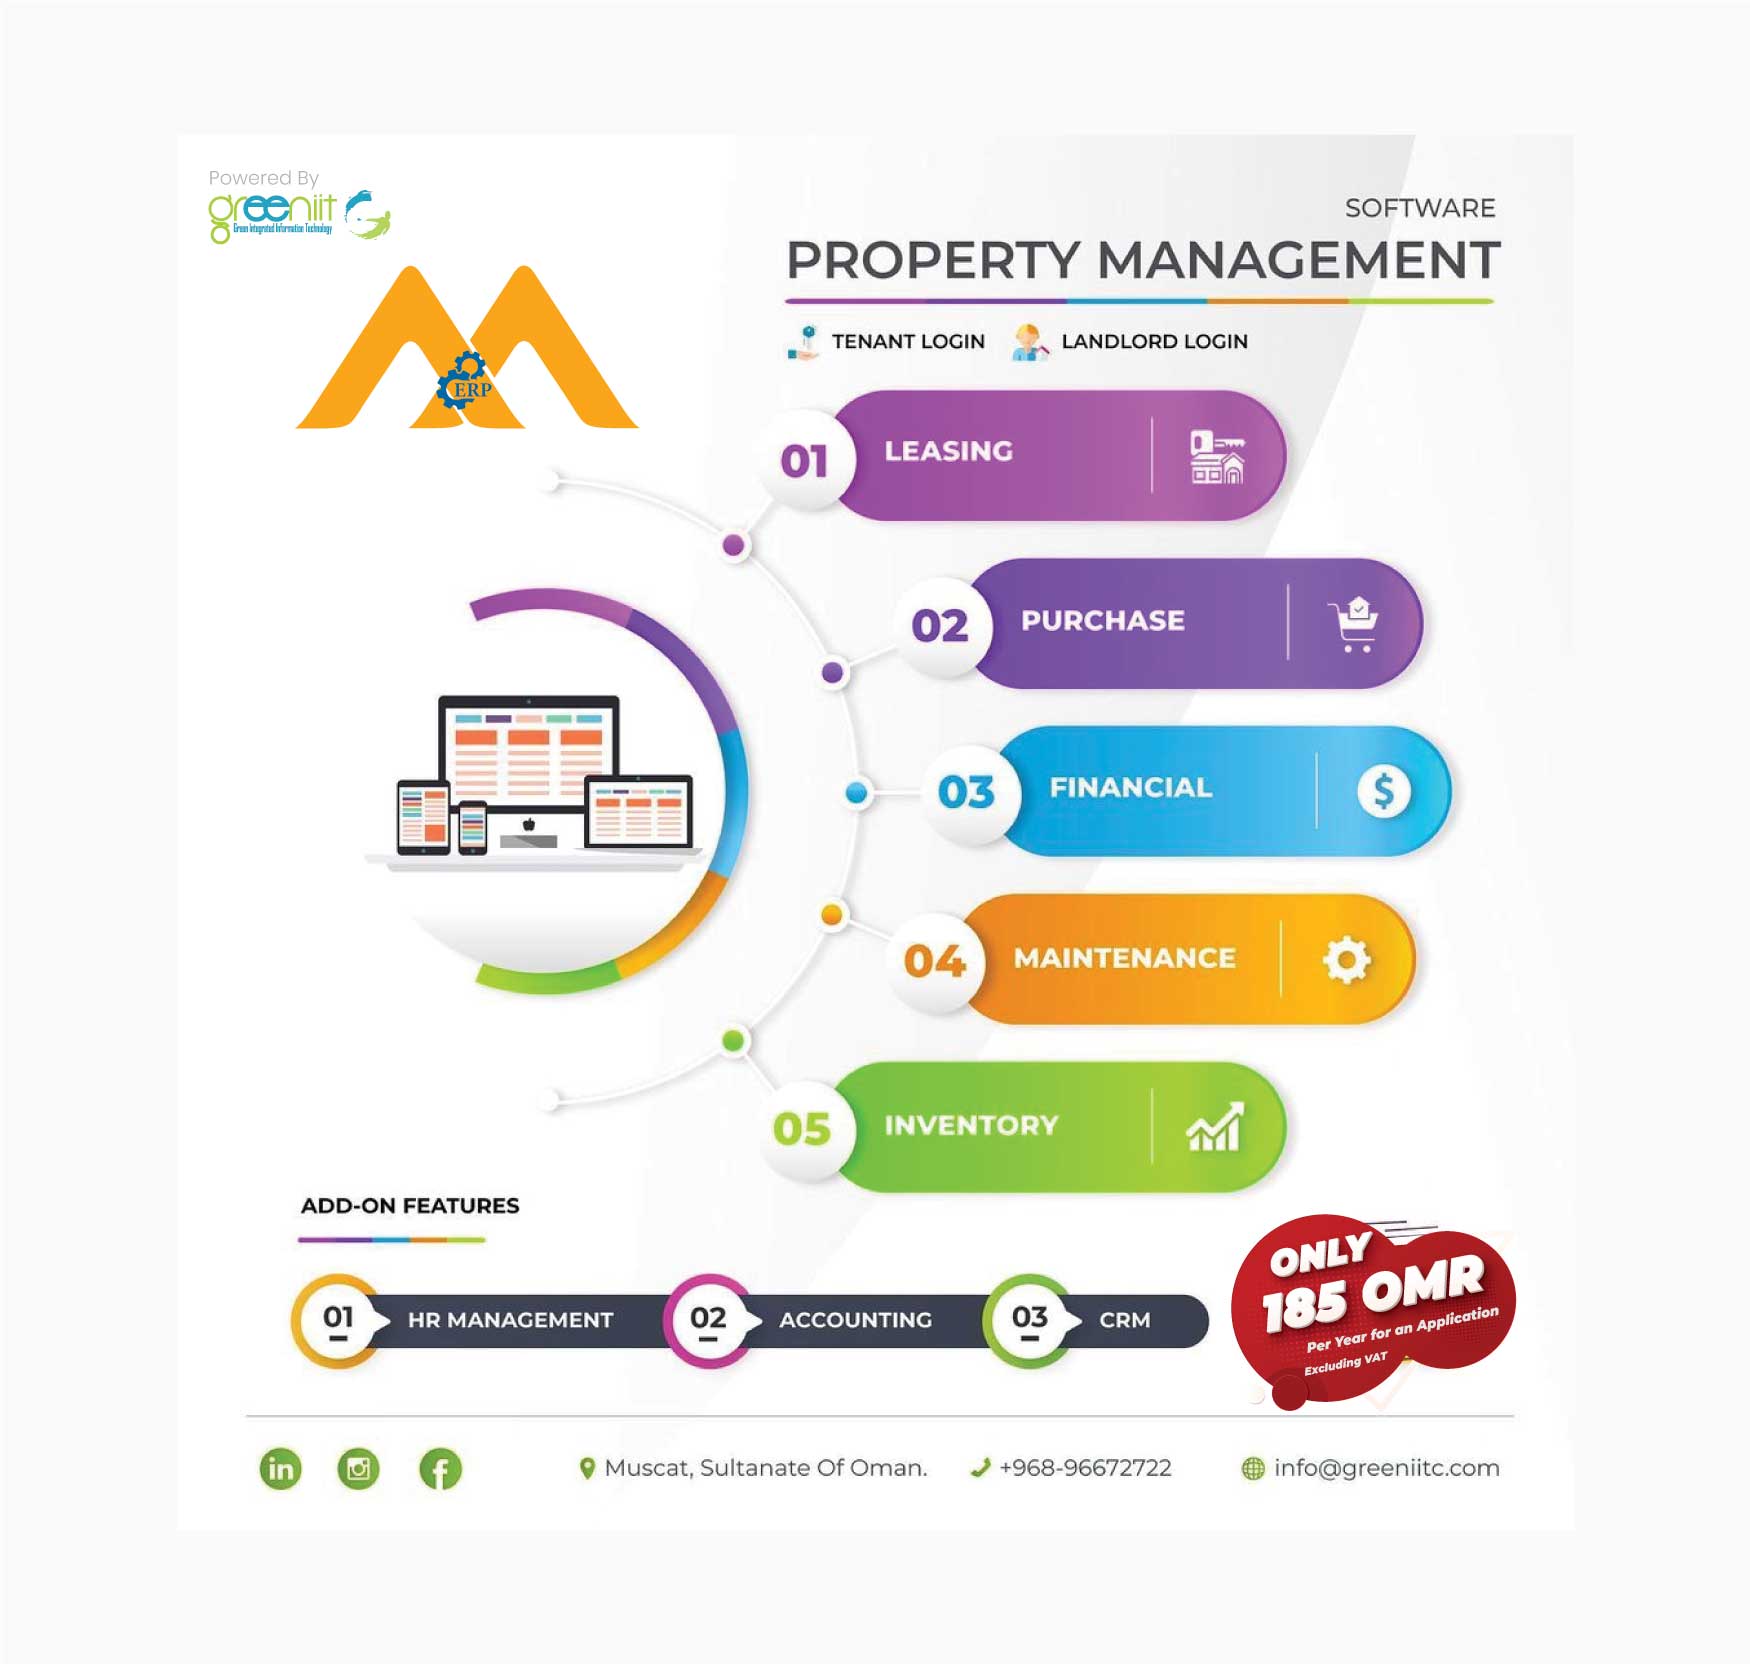 Powered By
greeniit
Green Integrated Information Technology
ERP
SOFTWARE
PROPERTY MANAGEMENT
TENANT LOGIN
LANDLORD LOGIN
01
LEASING
02
PURCHASE
03
FINANCIAL
$
04
MAINTENANCE
05
INVENTORY
ADD-ON FEATURES
01
HR MANAGEMENT
02
ACCOUNTING
03
CRM
ONLY
185 OMR
Per Year for an Application
Excluding VAT
in
f
Muscat, Sultanate Of Oman.
+968-96672722
info@greeniitc.com